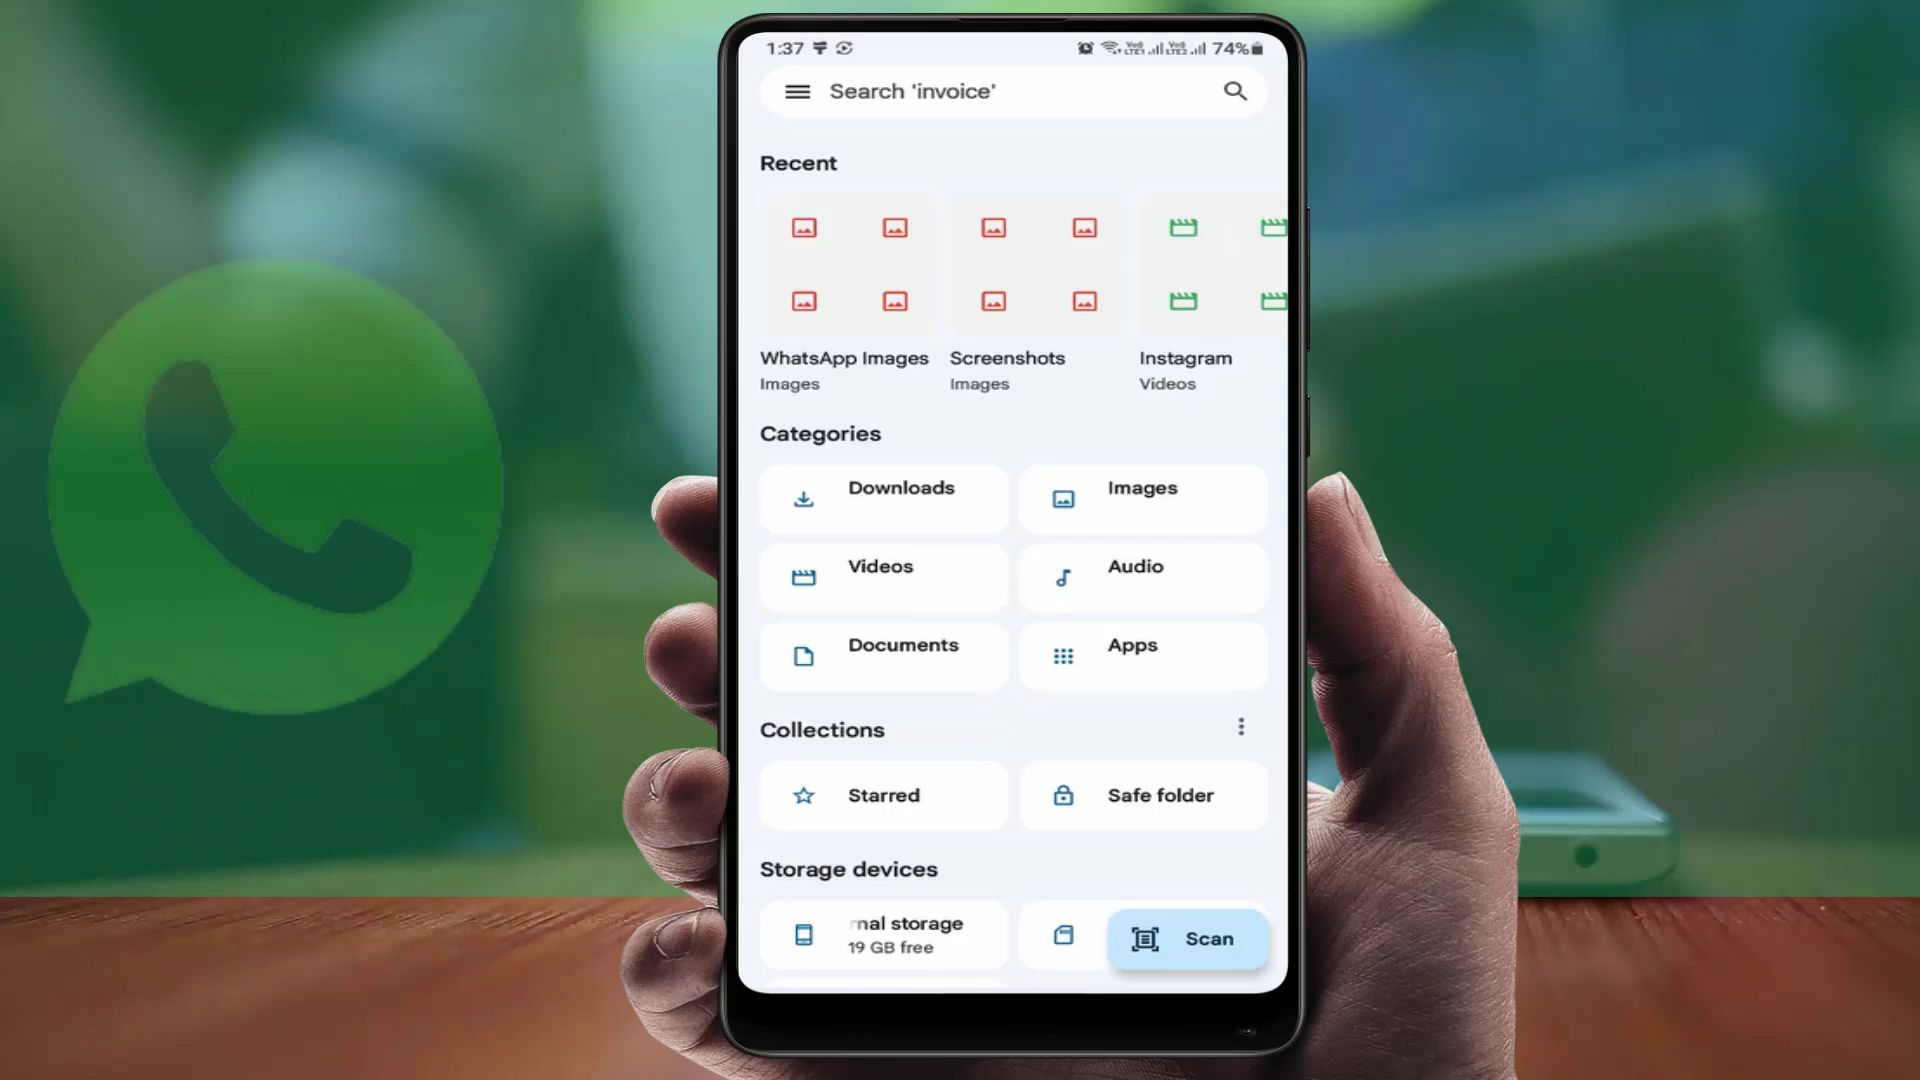 1:37
74%
Search 'invoice'
Recent
WhatsApp Images
Images
Screenshots
Images
Instagram
Videos
Categories
Downloads
Images
Videos
Audio
Documents
Apps
Collections
Starred
Safe folder
Storage devices
nal storage
19 GB free
Scan